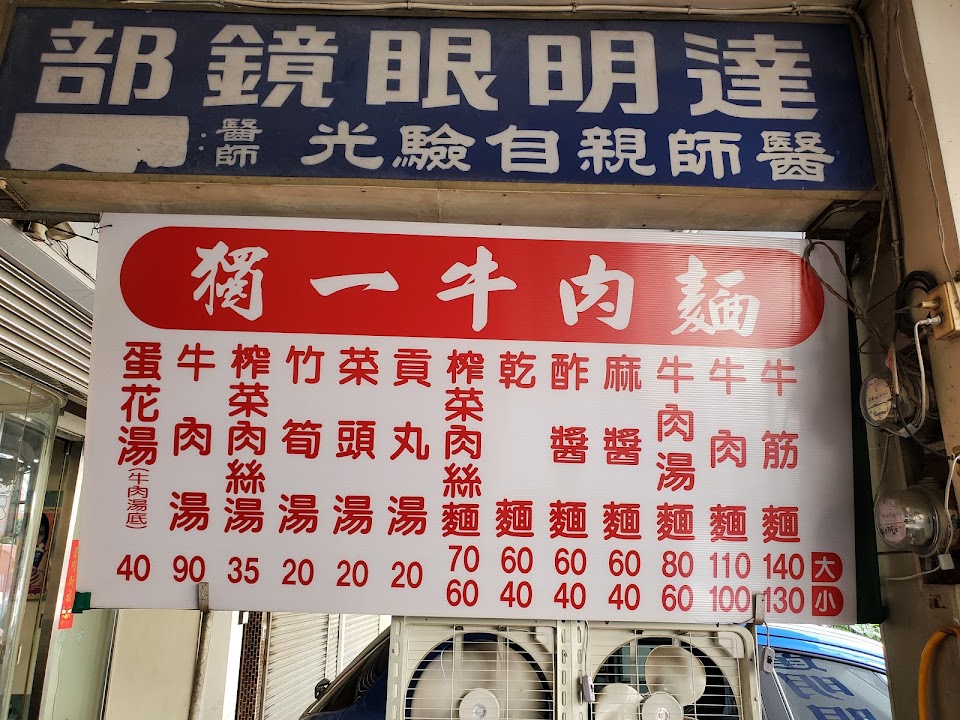 達明眼鏡部
醫師親自驗光
醫師:
獨一牛肉麵
大
小
牛筋麵 140 130
牛肉麵 110 100
牛肉湯麵 80 60
麻醬麵 60 40
酢醬麵 60 40
乾麵 60 40
榨菜肉絲麵 70 60
貢丸湯 20
菜頭湯 20
竹筍湯 20
榨菜肉絲湯 35
牛肉湯 90
蛋花湯(牛肉湯底) 40